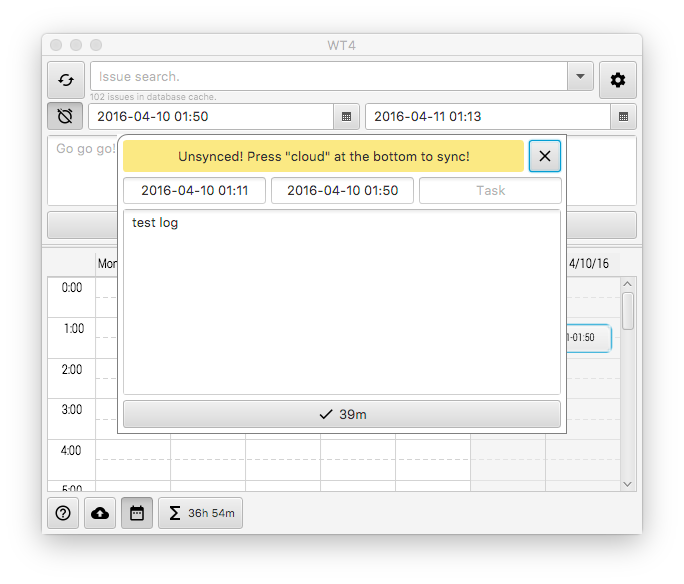 WT4
Issue search.
102 issues in database cache.
2016-04-10 01:50
2016-04-11 01:13
Go go go!
Unsynced! Press "cloud" at the bottom to sync!
2016-04-10 01:11
2016-04-10 01:50
Task
test log
39m
Mon
4/10/16
0:00
1:00
1-01:50
2:00
3:00
4:00
5:00
36h 54m